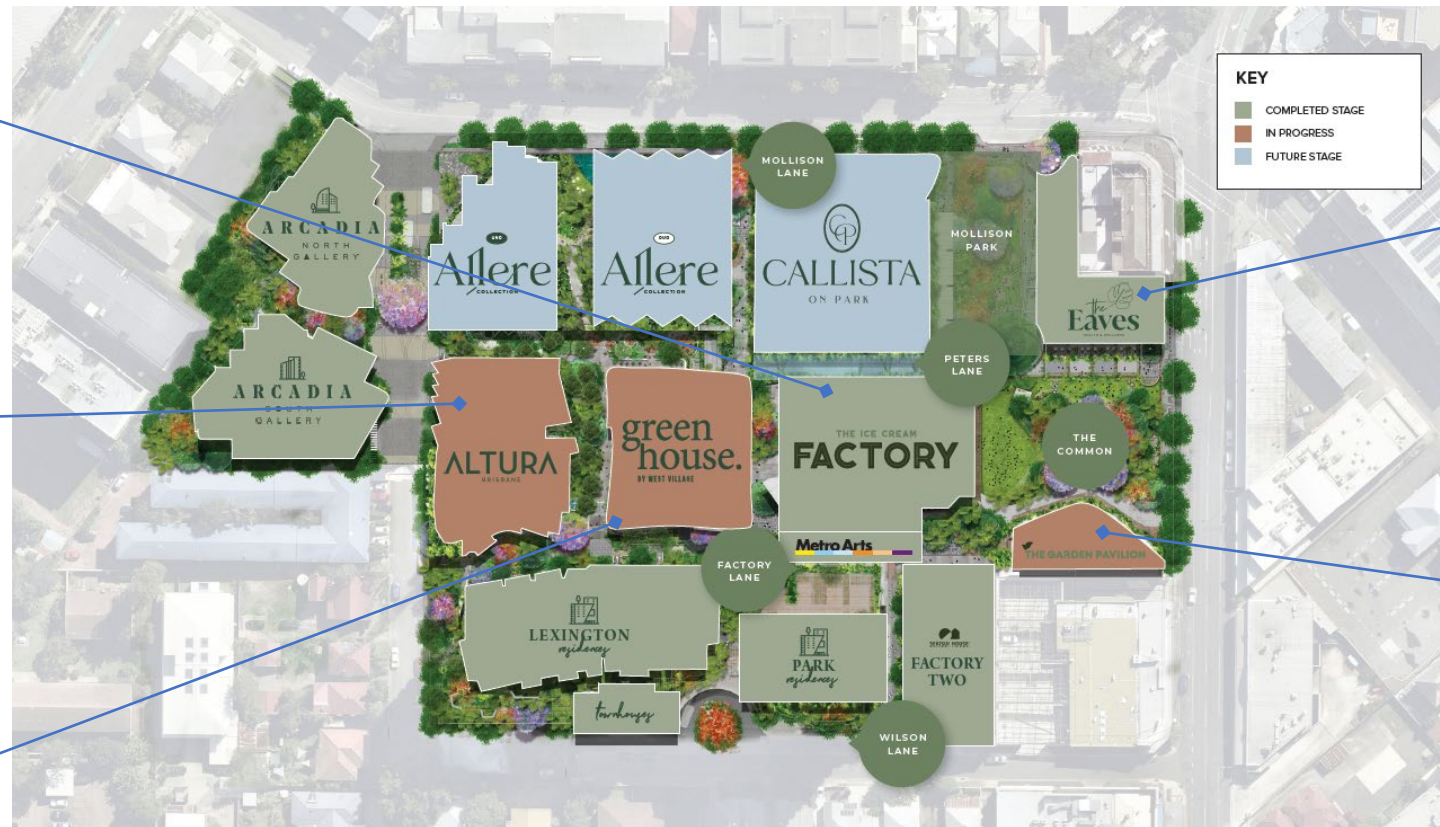 KEY
COMPLETED STAGE
IN PROGRESS
FUTURE STAGE
MOLLISON
LANE
ARCADIA
NORTH
GALLERY
UNO
Allere
COLLECTION
DUO
Allere
COLLECTION
CALLISTA
ON PARK
MOLLISON
PARK
the
Eaves
PETERS
LANE
ARCADIA
SOUTH
GALLERY
ALTURA
BRISBANE
green
house.
BY WEST VILLAGE
THE ICE CREAM
FACTORY
THE
COMMON
Metro Arts
THE GARDEN PAVILION
FACTORY
LANE
LEXINGTON
residences
PARK
residences
FACTORY
TWO
townhouses
WILSON
LANE